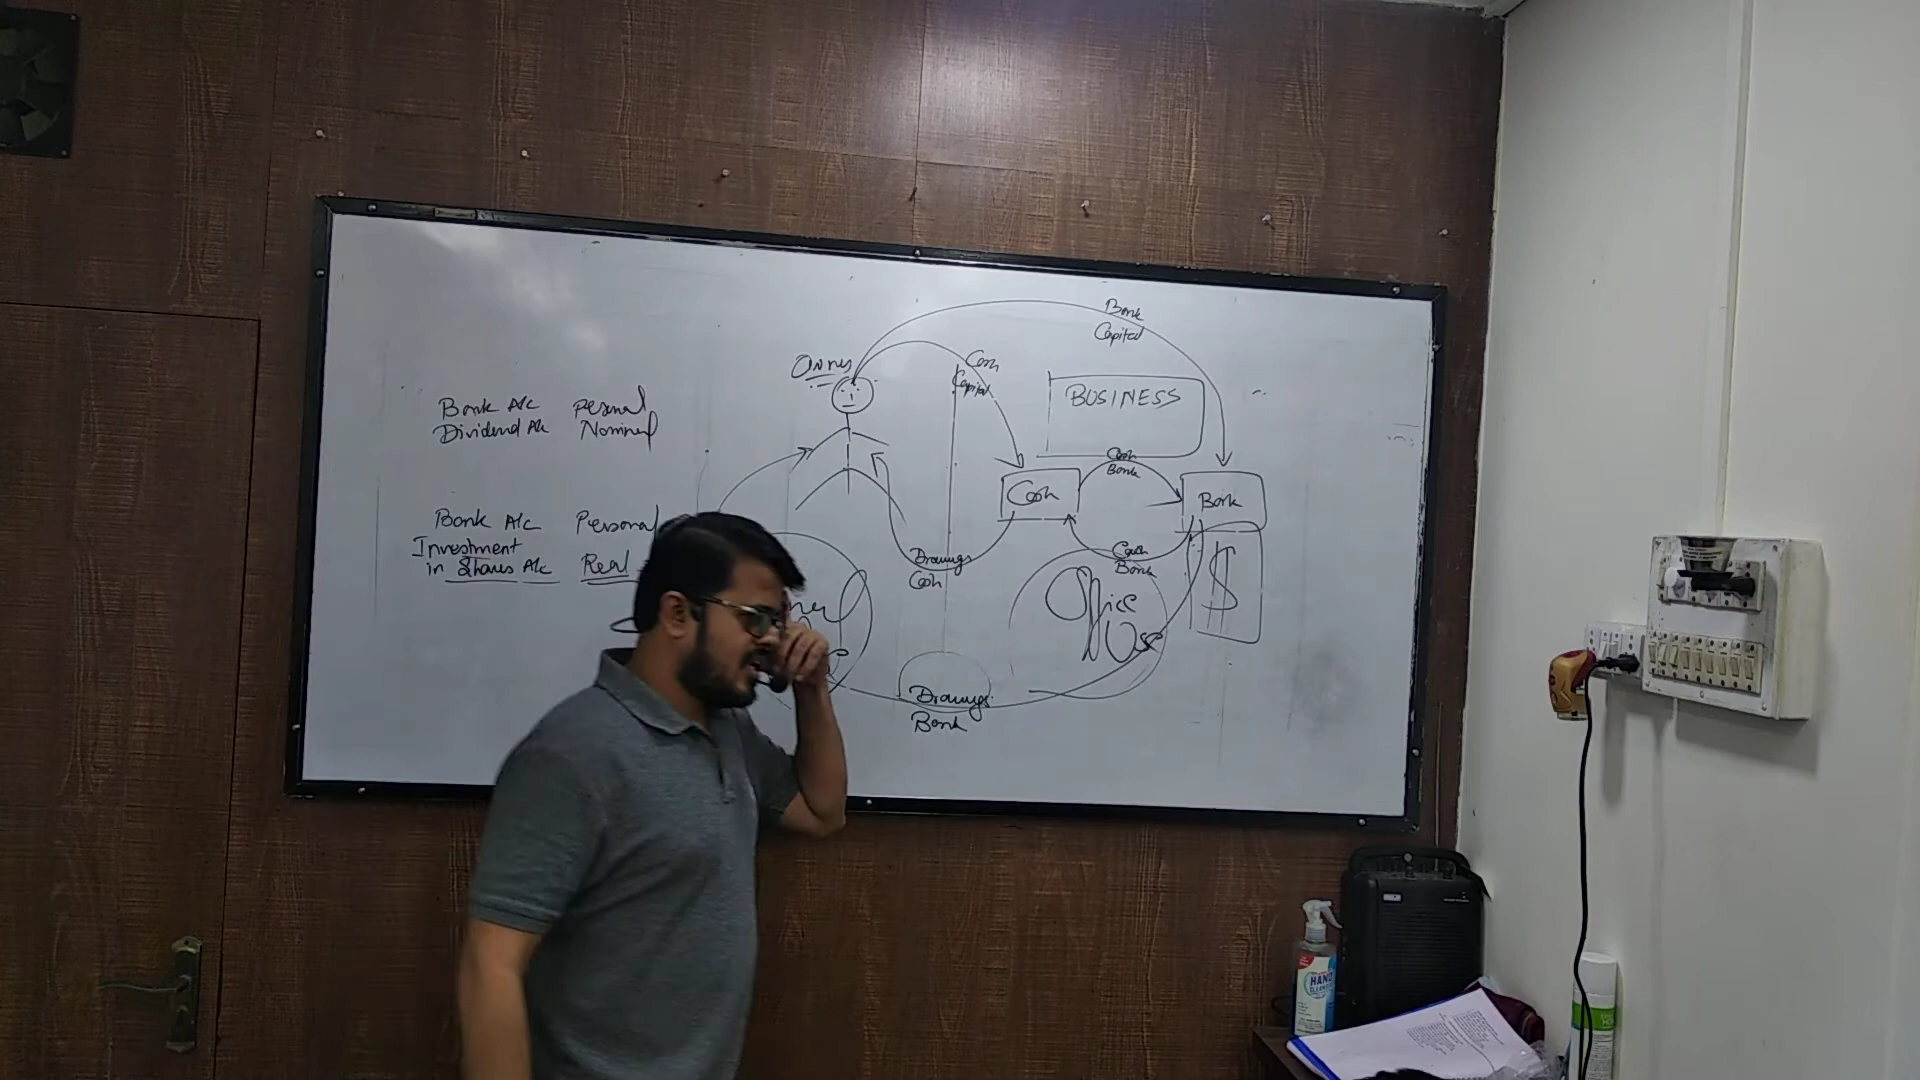 Bank A/c Personal
Dividend A/c Nominal
Bank A/c Personal
Investment
in Shares A/c Real
Owner
Cash
Capital
Bank
Capital
BUSINESS
Cash
Bank
Cash
Bank
Cash
Bank
Drawings
Cash
Office
Use
$
Drawings
Bank
HAND